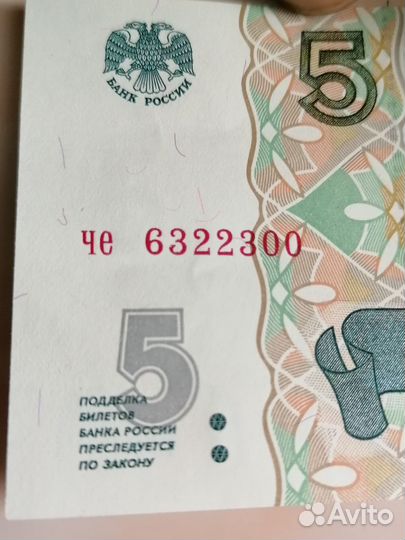 БАНК РОССИИ
5
че 6322300
5
ПОДДЕЛКА
БИЛЕТОВ
БАНКА РОССИИ
ПРЕСЛЕДУЕТСЯ
ПО ЗАКОНУ
Avito